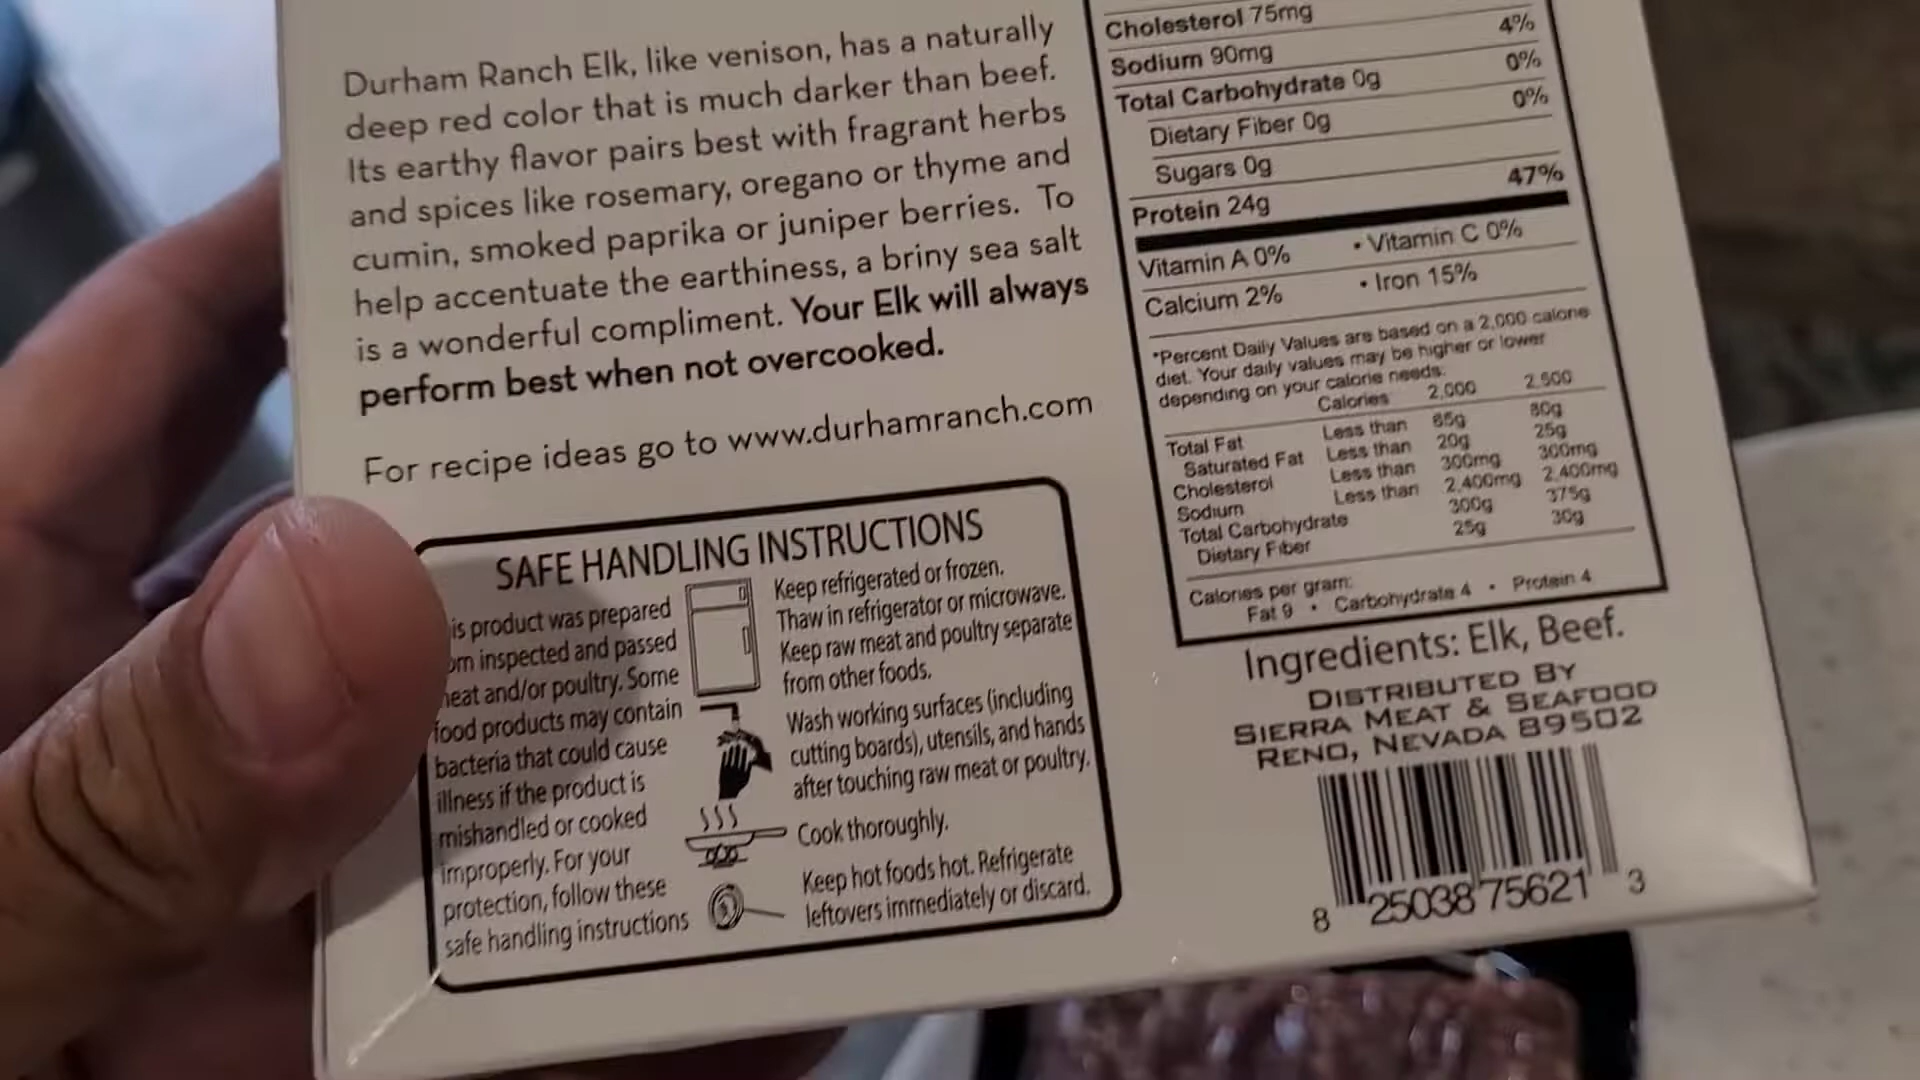 Durham Ranch Elk, like venison, has a naturally
deep red color that is much darker than beef.
Its earthy flavor pairs best with fragrant herbs
and spices like rosemary, oregano or thyme and
cumin, smoked paprika or juniper berries. To
help accentuate the earthiness, a briny sea salt
is a wonderful compliment. Your Elk will always
perform best when not overcooked.
For recipe ideas go to www.durhamranch.com
SAFE HANDLING INSTRUCTIONS
is product was prepared
om inspected and passed
eat and/or poultry. Some
food products may contain
bacteria that could cause
illness if the product is
mishandled or cooked
improperly. For your
protection, follow these
safe handling instructions
Keep refrigerated or frozen.
Thaw in refrigerator or microwave.
Keep raw meat and poultry separate
from other foods.
Wash working surfaces (including
cutting boards), utensils, and hands
after touching raw meat or poultry.
Cook thoroughly.
Keep hot foods hot. Refrigerate
leftovers immediately or discard.
Cholesterol 75mg
Sodium 90mg 4%
Total Carbohydrate 0g 0%
Dietary Fiber 0g 0%
Sugars 0g
Protein 24g 47%
Vitamin A 0% • Vitamin C 0%
Calcium 2% • Iron 15%
*Percent Daily Values are based on a 2,000 calorie
diet. Your daily values may be higher or lower
depending on your calorie needs:
Calories 2,000 2,500
Total Fat Less than 65g 80g
Saturated Fat Less than 20g 25g
Cholesterol Less than 300mg 300mg
Sodium Less than 2,400mg 2,400mg
Total Carbohydrate 300g 375g
Dietary Fiber 25g 30g
Calories per gram:
Fat 9 • Carbohydrate 4 • Protein 4
Ingredients: Elk, Beef.
DISTRIBUTED BY
SIERRA MEAT & SEAFOOD
RENO, NEVADA 89502
8 25038 75621 3